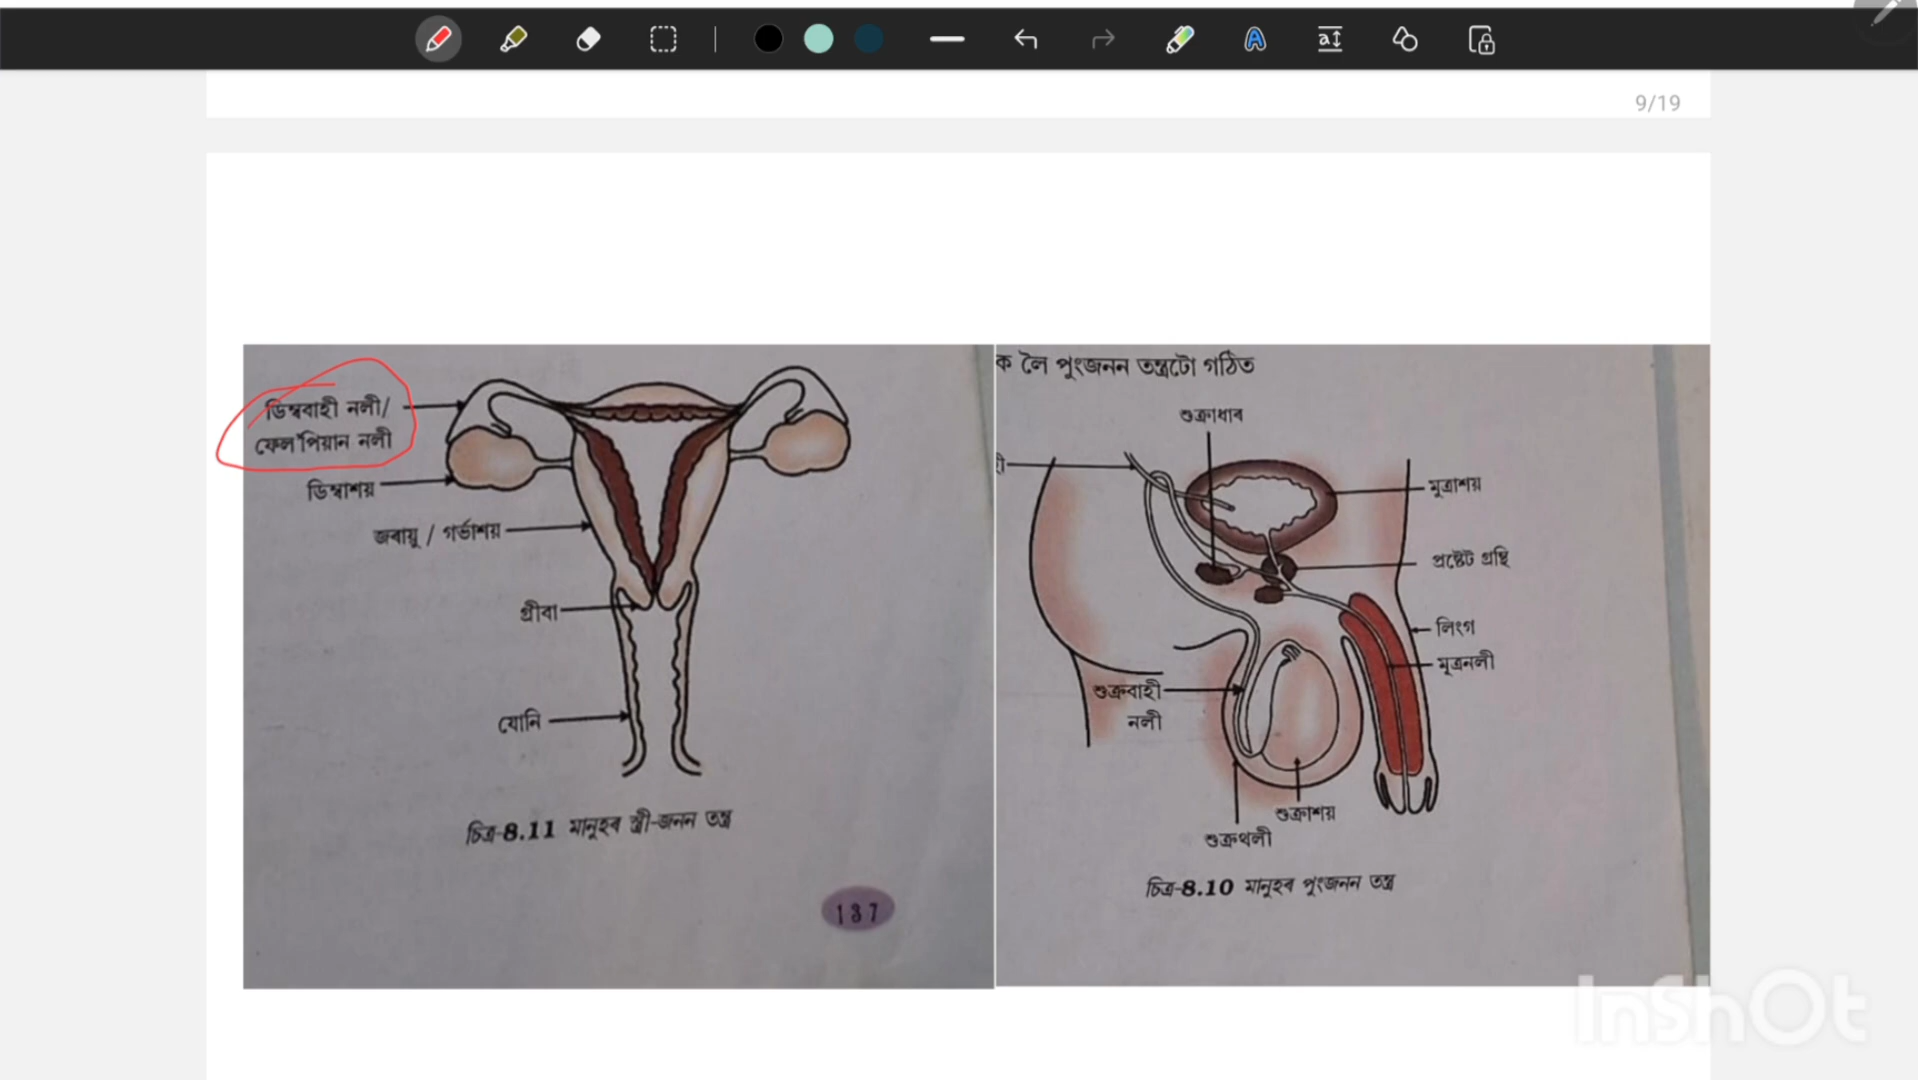 9/19
ডিম্ববাহী নলী/
ফেল'পিয়ান নলী
ডিম্বাশয়
জৰায়ু / গৰ্ভাশয়
গ্ৰীবা
যোনি
চিত্ৰ-8.11 মানুহৰ স্ত্ৰী-জনন তন্ত্ৰ
137
ক লৈ পুংজনন তন্ত্ৰটো গঠিত
শুক্ৰাধাৰ
মূত্ৰাশয়
প্ৰষ্টেট গ্ৰন্থি
লিংগ
মূত্ৰনলী
শুক্ৰবাহী
নলী
শুক্ৰাশয়
শুক্ৰথলী
চিত্ৰ-8.10 মানুহৰ পুংজনন তন্ত্ৰ
InShOt